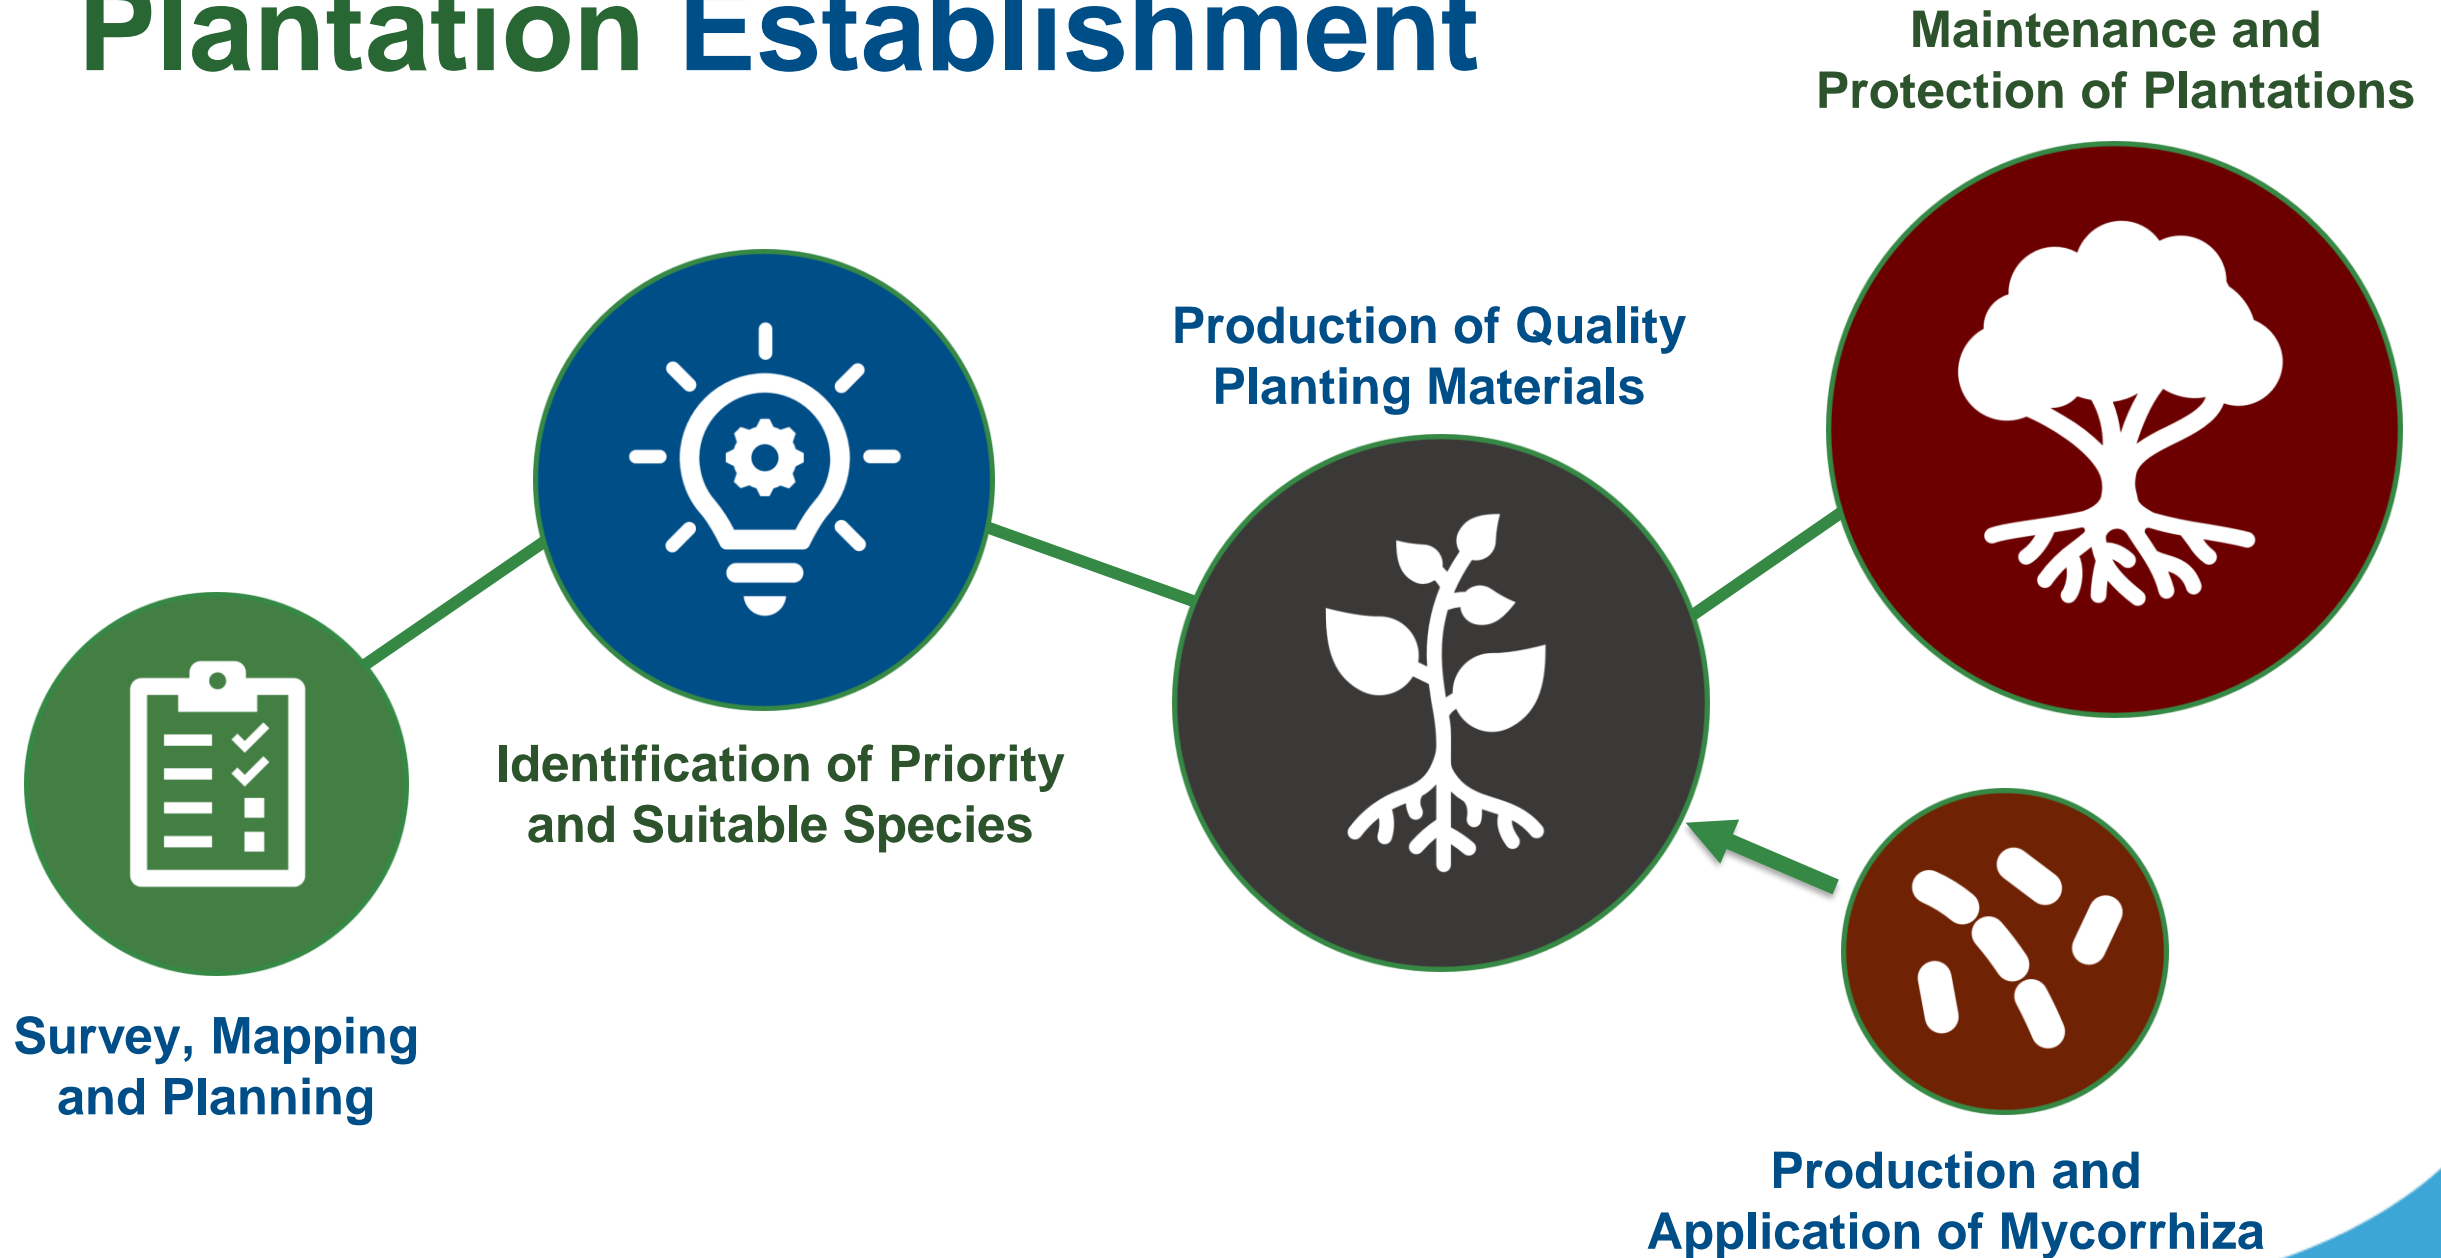 Plantation Establishment
Maintenance and
Protection of Plantations
Production of Quality
Planting Materials
Identification of Priority
and Suitable Species
Survey, Mapping
and Planning
Production and
Application of Mycorrhiza